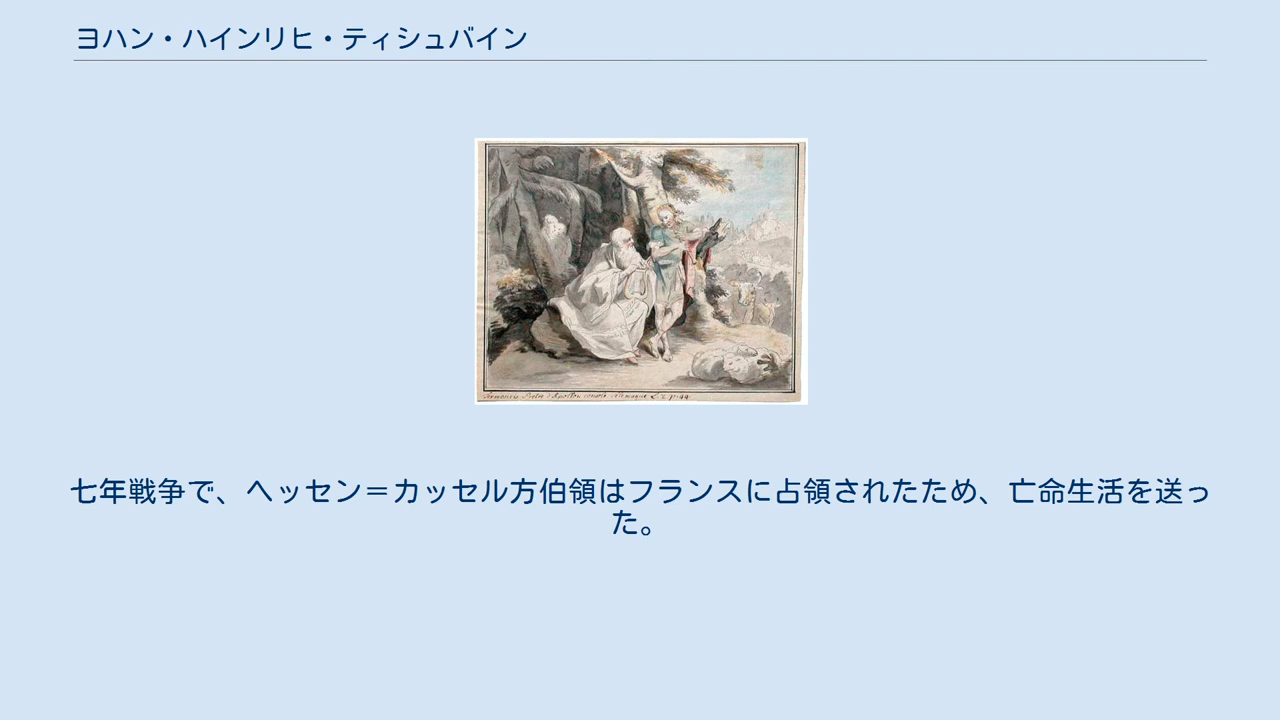 ヨハン・ハインリヒ・ティシュバイン
七年戦争で、ヘッセン＝カッセル方伯領はフランスに占領されたため、亡命生活を送っ
た。